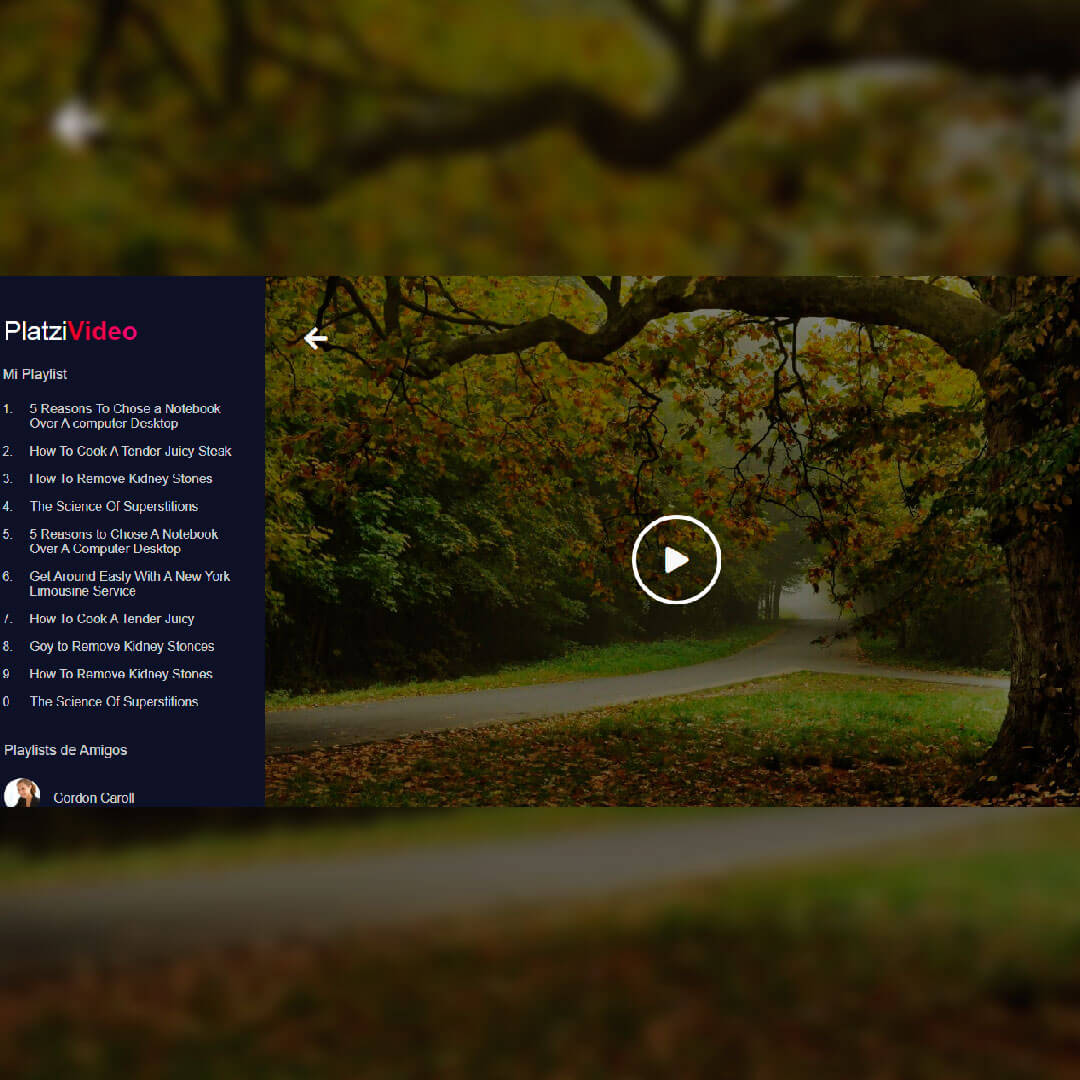 PlatziVideo
Mi Playlist
1. 5 Reasons To Chose a Notebook
Over A computer Desktop
2. How To Cook A Tender Juicy Steak
3. How To Remove Kidney Stones
4. The Science Of Superstitions
5. 5 Reasons to Chose A Notebook
Over A Computer Desktop
6. Get Around Easly With A New York
Limousine Service
7. How To Cook A Tender Juicy
8. Goy to Remove Kidney Stonces
9 How To Remove Kidney Stones
0 The Science Of Superstitions
Playlists de Amigos
Cordon Caroll